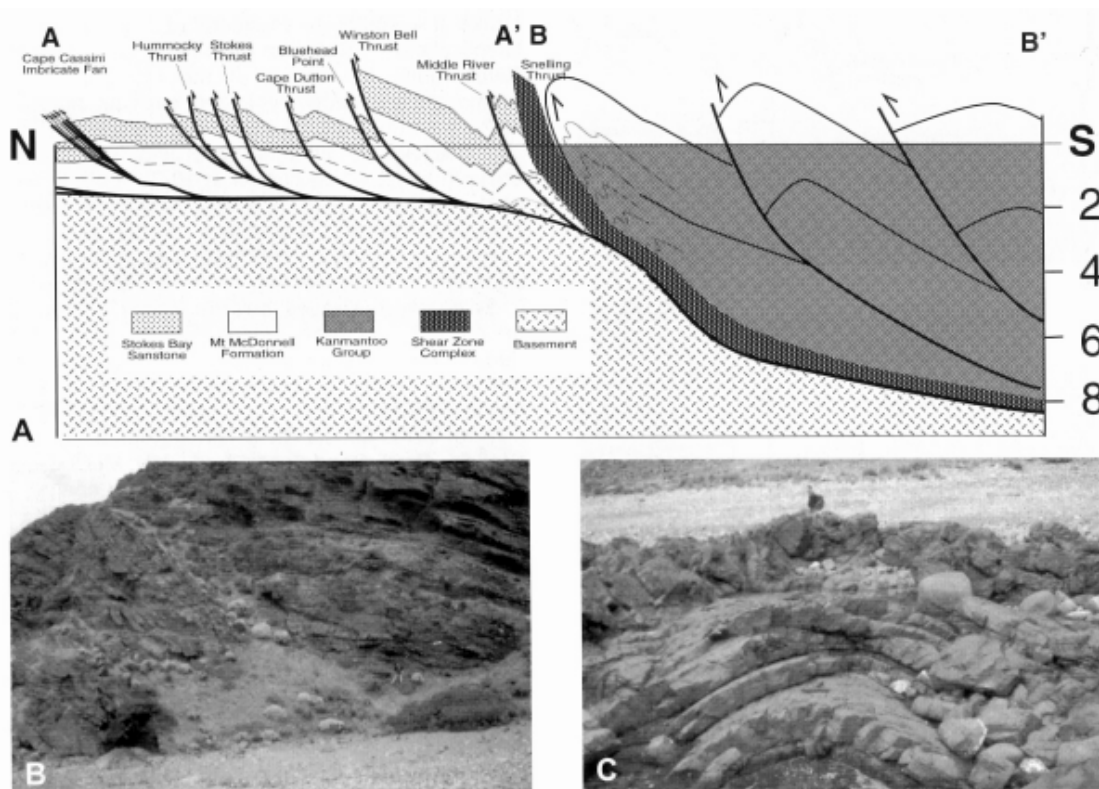 A
Cape Cassini
Imbricate Fan
Hummocky
Thrust
Stokes
Thrust
Cape Dutton
Thrust
Bluehead
Point
Winston Bell
Thrust
Middle River
Thrust
A' B
Snelling
Thrust
B'
N
S
2
4
6
8
Stokes Bay
Sanstone
Mt McDonnell
Formation
Kanmantoo
Group
Shear Zone
Complex
Basement
A
B
C